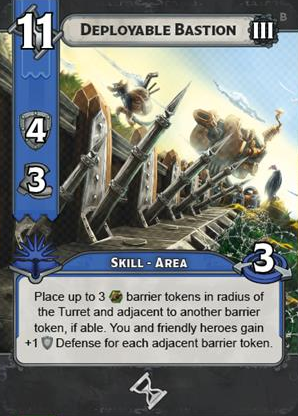 11
DEPLOYABLE BASTION
III
B
4
3
SKILL - AREA
3
Place up to 3 barrier tokens in radius of
the Turret and adjacent to another barrier
token, if able. You and friendly heroes gain
+1 Defense for each adjacent barrier token.